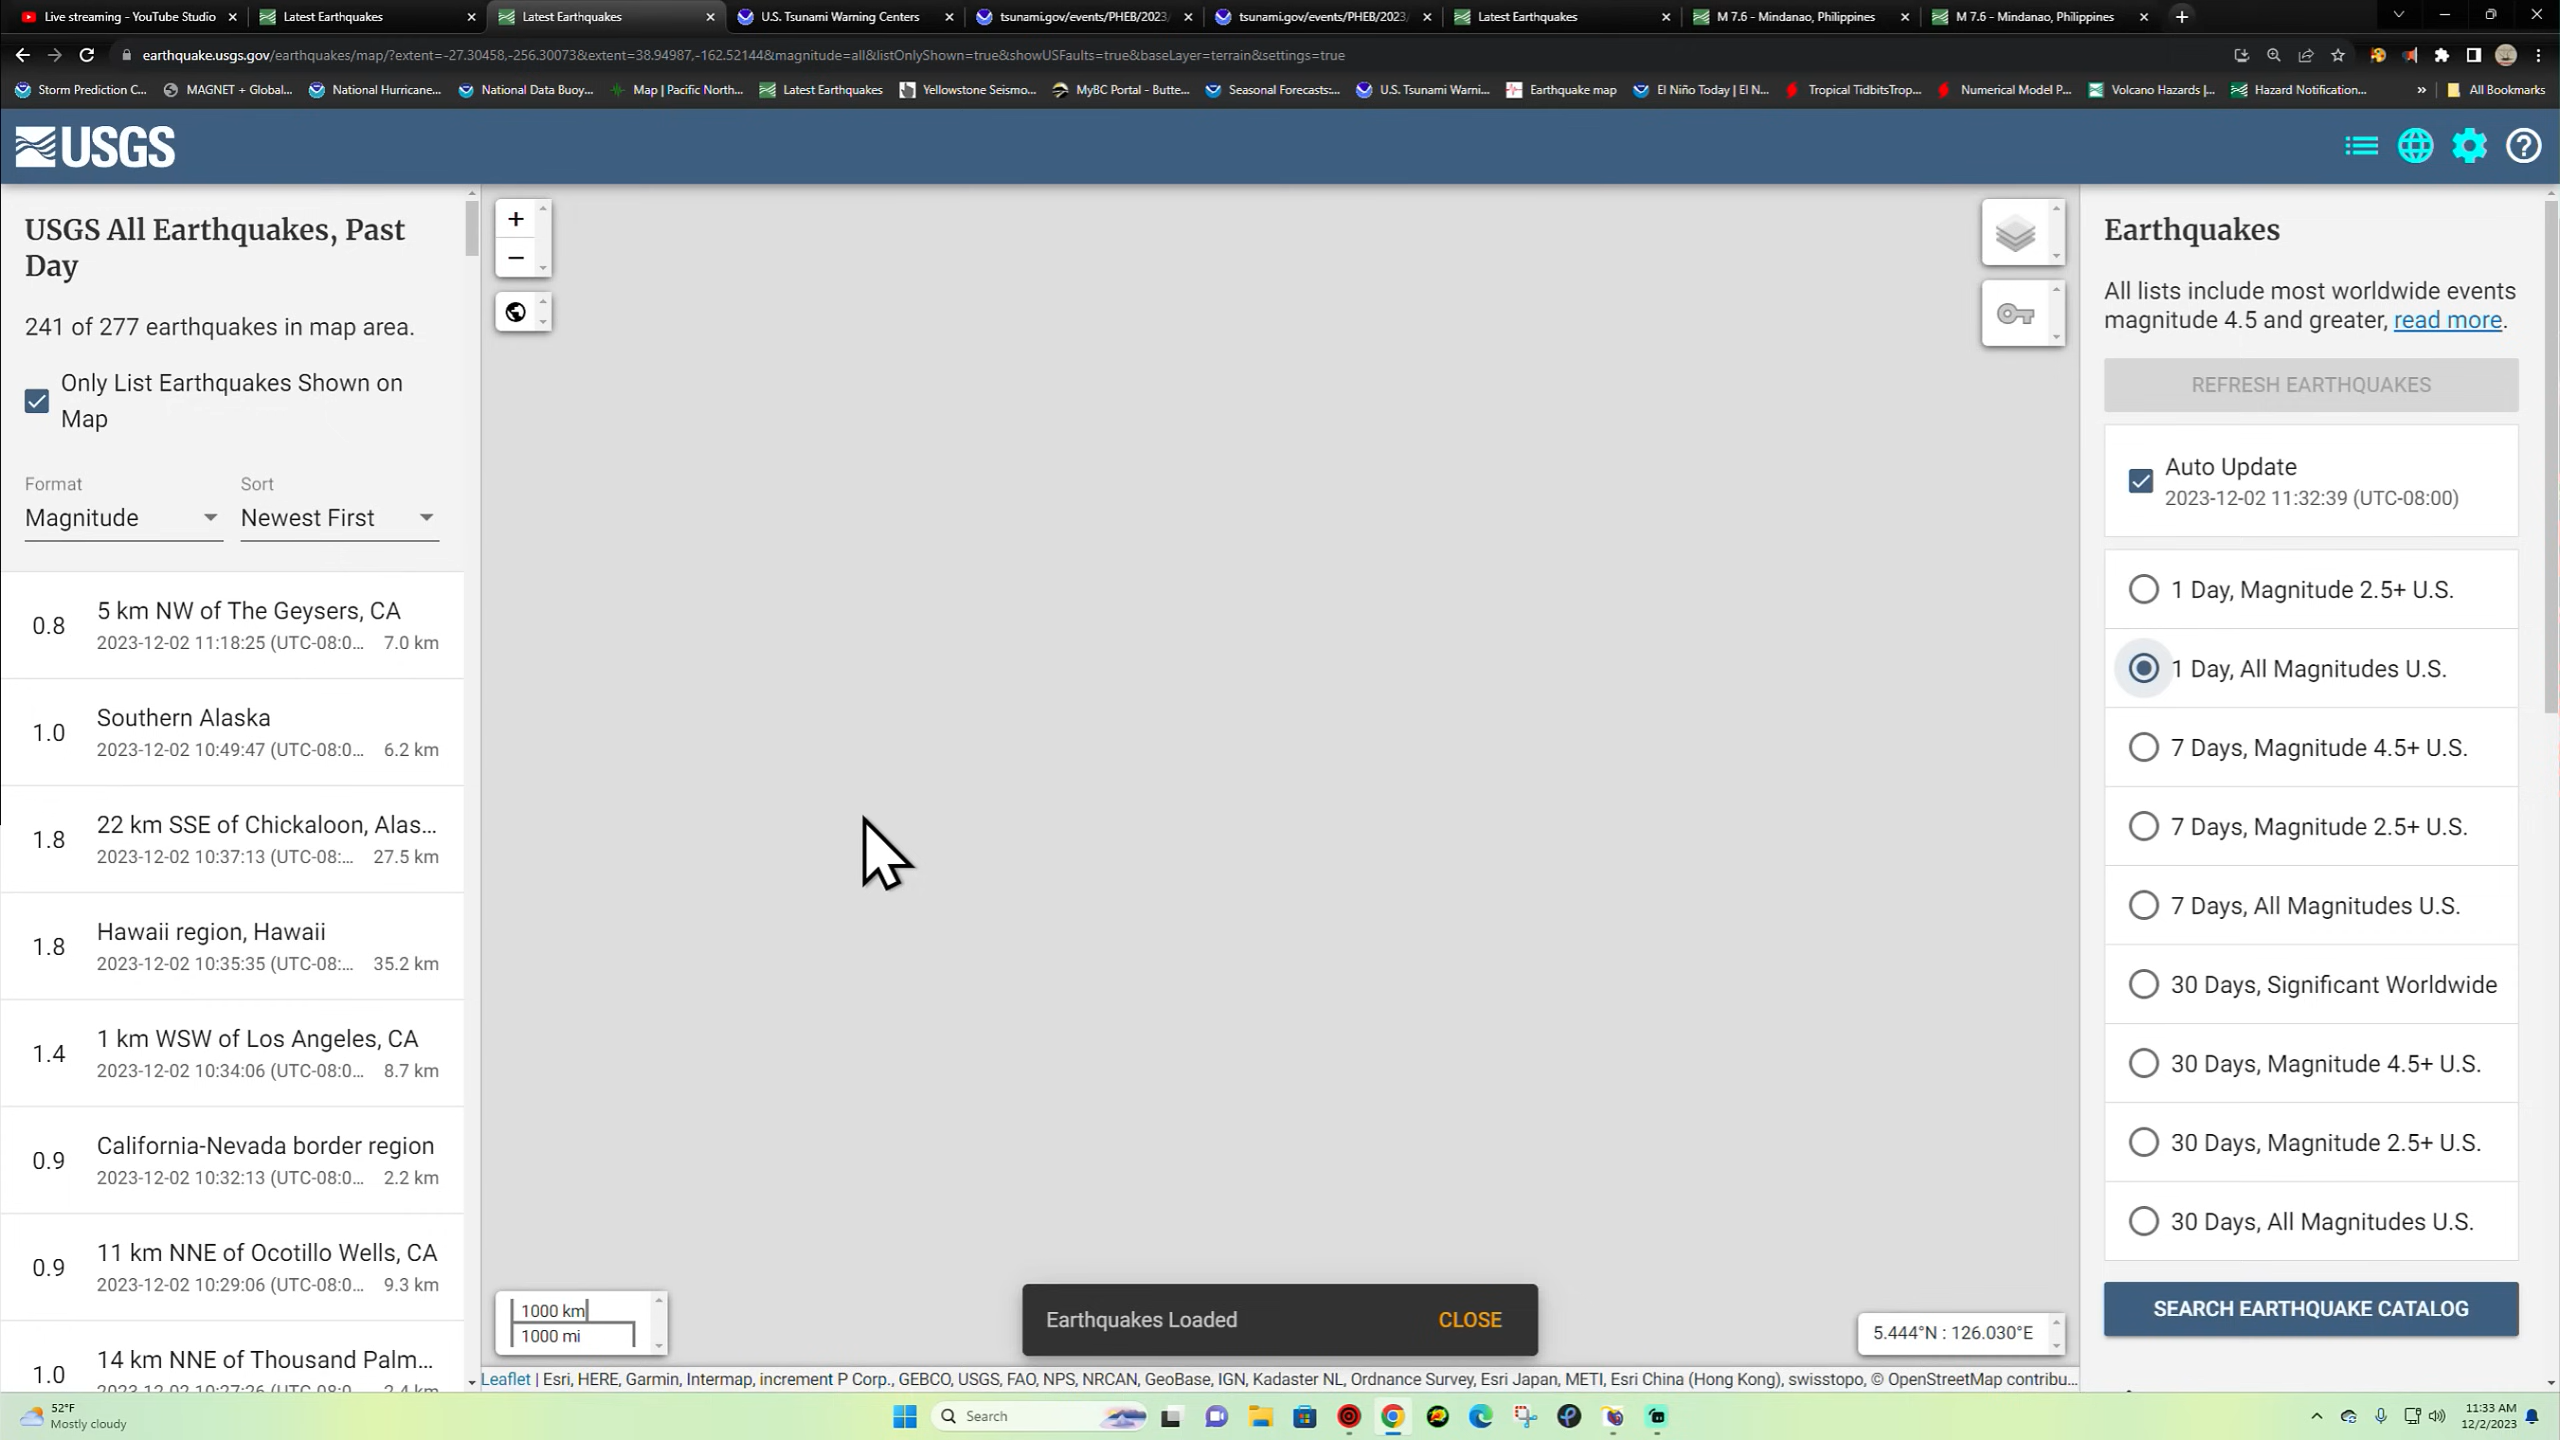 Live streaming - YouTube Studio
Latest Earthquakes
Latest Earthquakes
U.S. Tsunami Warning Centers
tsunami.gov/events/PHEB/2023/
tsunami.gov/events/PHEB/2023/
Latest Earthquakes
M 7.6 - Mindanao, Philippines
M 7.6 - Mindanao, Philippines
earthquake.usgs.gov/earthquakes/map/?extent=-27.30458,-256.30073&extent=38.94987,-162.52144&magnitude=all&listOnlyShown=true&showUSFaults=true&baseLayer=terrain&settings=true
Storm Prediction C...
MAGNET + Global...
National Hurricane...
National Data Buoy...
Map | Pacific North...
Latest Earthquakes
Yellowstone Seismo...
MyBC Portal - Butte...
Seasonal Forecasts:...
U.S. Tsunami Warni...
Earthquake map
El Niño Today | El N...
Tropical TidbitsTrop...
Numerical Model P...
Volcano Hazards |...
Hazard Notification...
»
All Bookmarks
USGS
USGS All Earthquakes, Past
Day
241 of 277 earthquakes in map area.
Only List Earthquakes Shown on
Map
Format
Magnitude
Sort
Newest First
0.8
5 km NW of The Geysers, CA
2023-12-02 11:18:25 (UTC-08:0... 7.0 km
1.0
Southern Alaska
2023-12-02 10:49:47 (UTC-08:0... 6.2 km
1.8
22 km SSE of Chickaloon, Alas...
2023-12-02 10:37:13 (UTC-08:... 27.5 km
1.8
Hawaii region, Hawaii
2023-12-02 10:35:35 (UTC-08:... 35.2 km
1.4
1 km WSW of Los Angeles, CA
2023-12-02 10:34:06 (UTC-08:0... 8.7 km
0.9
California-Nevada border region
2023-12-02 10:32:13 (UTC-08:0... 2.2 km
0.9
11 km NNE of Ocotillo Wells, CA
2023-12-02 10:29:06 (UTC-08:0... 9.3 km
1.0
14 km NNE of Thousand Palm...
2023-12-02 10:27:26 (UTC-08:0... 2.4 km
+
−
1000 km
1000 mi
Earthquakes Loaded
CLOSE
5.444°N : 126.030°E
Leaflet | Esri, HERE, Garmin, Intermap, increment P Corp., GEBCO, USGS, FAO, NPS, NRCAN, GeoBase, IGN, Kadaster NL, Ordnance Survey, Esri Japan, METI, Esri China (Hong Kong), swisstopo, © OpenStreetMap contribu...
Earthquakes
All lists include most worldwide events
magnitude 4.5 and greater, read more.
REFRESH EARTHQUAKES
Auto Update
2023-12-02 11:32:39 (UTC-08:00)
1 Day, Magnitude 2.5+ U.S.
1 Day, All Magnitudes U.S.
7 Days, Magnitude 4.5+ U.S.
7 Days, Magnitude 2.5+ U.S.
7 Days, All Magnitudes U.S.
30 Days, Significant Worldwide
30 Days, Magnitude 4.5+ U.S.
30 Days, Magnitude 2.5+ U.S.
30 Days, All Magnitudes U.S.
SEARCH EARTHQUAKE CATALOG
52°F
Mostly cloudy
Search
11:33 AM
12/2/2023